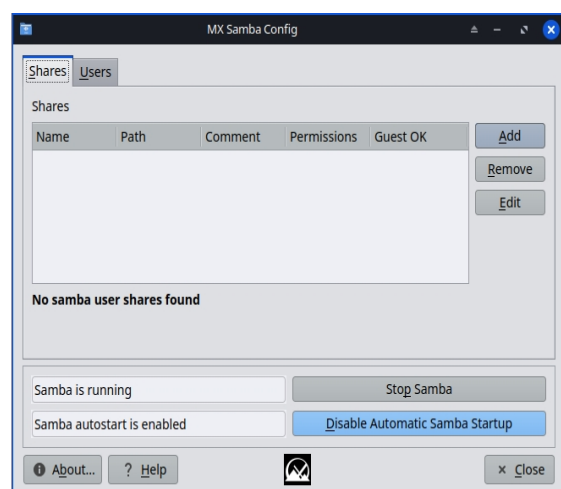 MX Samba Config
Shares Users
Shares
Name Path Comment Permissions Guest OK
Add
Remove
Edit
No samba user shares found
Samba is running Stop Samba
Samba autostart is enabled Disable Automatic Samba Startup
About... ? Help × Close